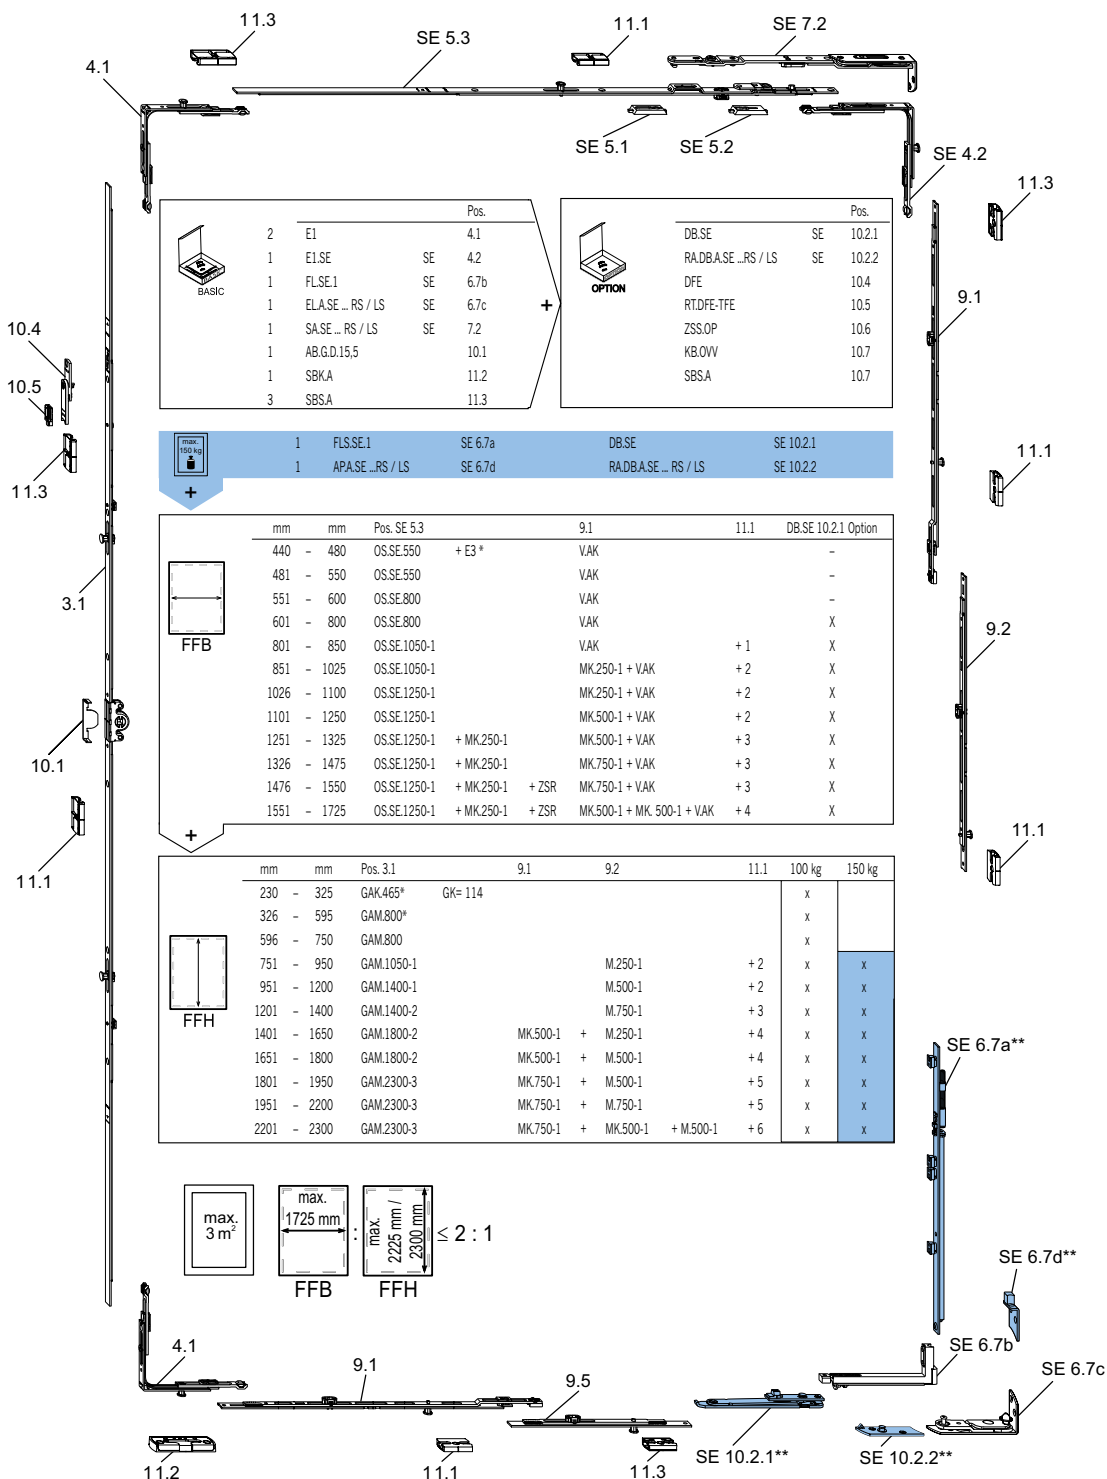 11.3
SE 5.3
11.1
SE 7.2
4.1
SE 5.1
SE 5.2
SE 4.2
11.3
BASIC
Pos.
2 E1 4.1
1 E1.SE SE 4.2
1 FL.SE.1 SE 6.7b
1 EL.A.SE ... RS / LS SE 6.7c
1 SA.SE ... RS / LS SE 7.2
1 AB.G.D.15,5 10.1
1 SBK.A 11.2
3 SBS.A 11.3
+
OPTION
Pos.
DB.SE SE 10.2.1
RA.DB.A.SE ...RS / LS SE 10.2.2
DFE 10.4
RT.DFE-TFE 10.5
ZSS.OP 10.6
KB.OVV 10.7
SBS.A 10.7
9.1
10.4
10.5
11.3
max.
150 kg
1 FLS.SE.1 SE 6.7a DB.SE SE 10.2.1
1 APA.SE ...RS / LS SE 6.7d RA.DB.A.SE ... RS / LS SE 10.2.2
+
11.1
mm mm Pos. SE 5.3 9.1 11.1 DB.SE 10.2.1 Option
440 – 480 OS.SE.550 + E3 * V.AK –
481 – 550 OS.SE.550 V.AK –
551 – 600 OS.SE.800 V.AK –
601 – 800 OS.SE.800 V.AK X
801 – 850 OS.SE.1050-1 V.AK + 1 X
851 – 1025 OS.SE.1050-1 MK.250-1 + V.AK + 2 X
1026 – 1100 OS.SE.1250-1 MK.250-1 + V.AK + 2 X
1101 – 1250 OS.SE.1250-1 MK.500-1 + V.AK + 2 X
1251 – 1325 OS.SE.1250-1 + MK.250-1 MK.500-1 + V.AK + 3 X
1326 – 1475 OS.SE.1250-1 + MK.250-1 MK.750-1 + V.AK + 3 X
1476 – 1550 OS.SE.1250-1 + MK.250-1 + ZSR MK.750-1 + V.AK + 3 X
1551 – 1725 OS.SE.1250-1 + MK.250-1 + ZSR MK.500-1 + MK. 500-1 + V.AK + 4 X
FFB
3.1
9.2
10.1
+
11.1
11.1
mm mm Pos. 3.1 9.1 9.2 11.1 100 kg 150 kg
230 – 325 GAK.465* GK= 114 x
326 – 595 GAM.800* x
596 – 750 GAM.800 x
751 – 950 GAM.1050-1 M.250-1 + 2 x x
951 – 1200 GAM.1400-1 M.500-1 + 2 x x
1201 – 1400 GAM.1400-2 M.750-1 + 3 x x
1401 – 1650 GAM.1800-2 MK.500-1 + M.250-1 + 4 x x
1651 – 1800 GAM.1800-2 MK.500-1 + M.500-1 + 4 x x
1801 – 1950 GAM.2300-3 MK.750-1 + M.500-1 + 5 x x
1951 – 2200 GAM.2300-3 MK.750-1 + M.750-1 + 5 x x
2201 – 2300 GAM.2300-3 MK.750-1 + MK.500-1 + M.500-1 + 6 x x
FFH
SE 6.7a**
max.
3 m²
max.
1725 mm
FFB
:
max.
2225 mm /
2300 mm
FFH
≤ 2 : 1
SE 6.7d**
4.1
9.1
9.5
SE 6.7b
SE 6.7c
11.2
11.1
11.3
SE 10.2.1**
SE 10.2.2**